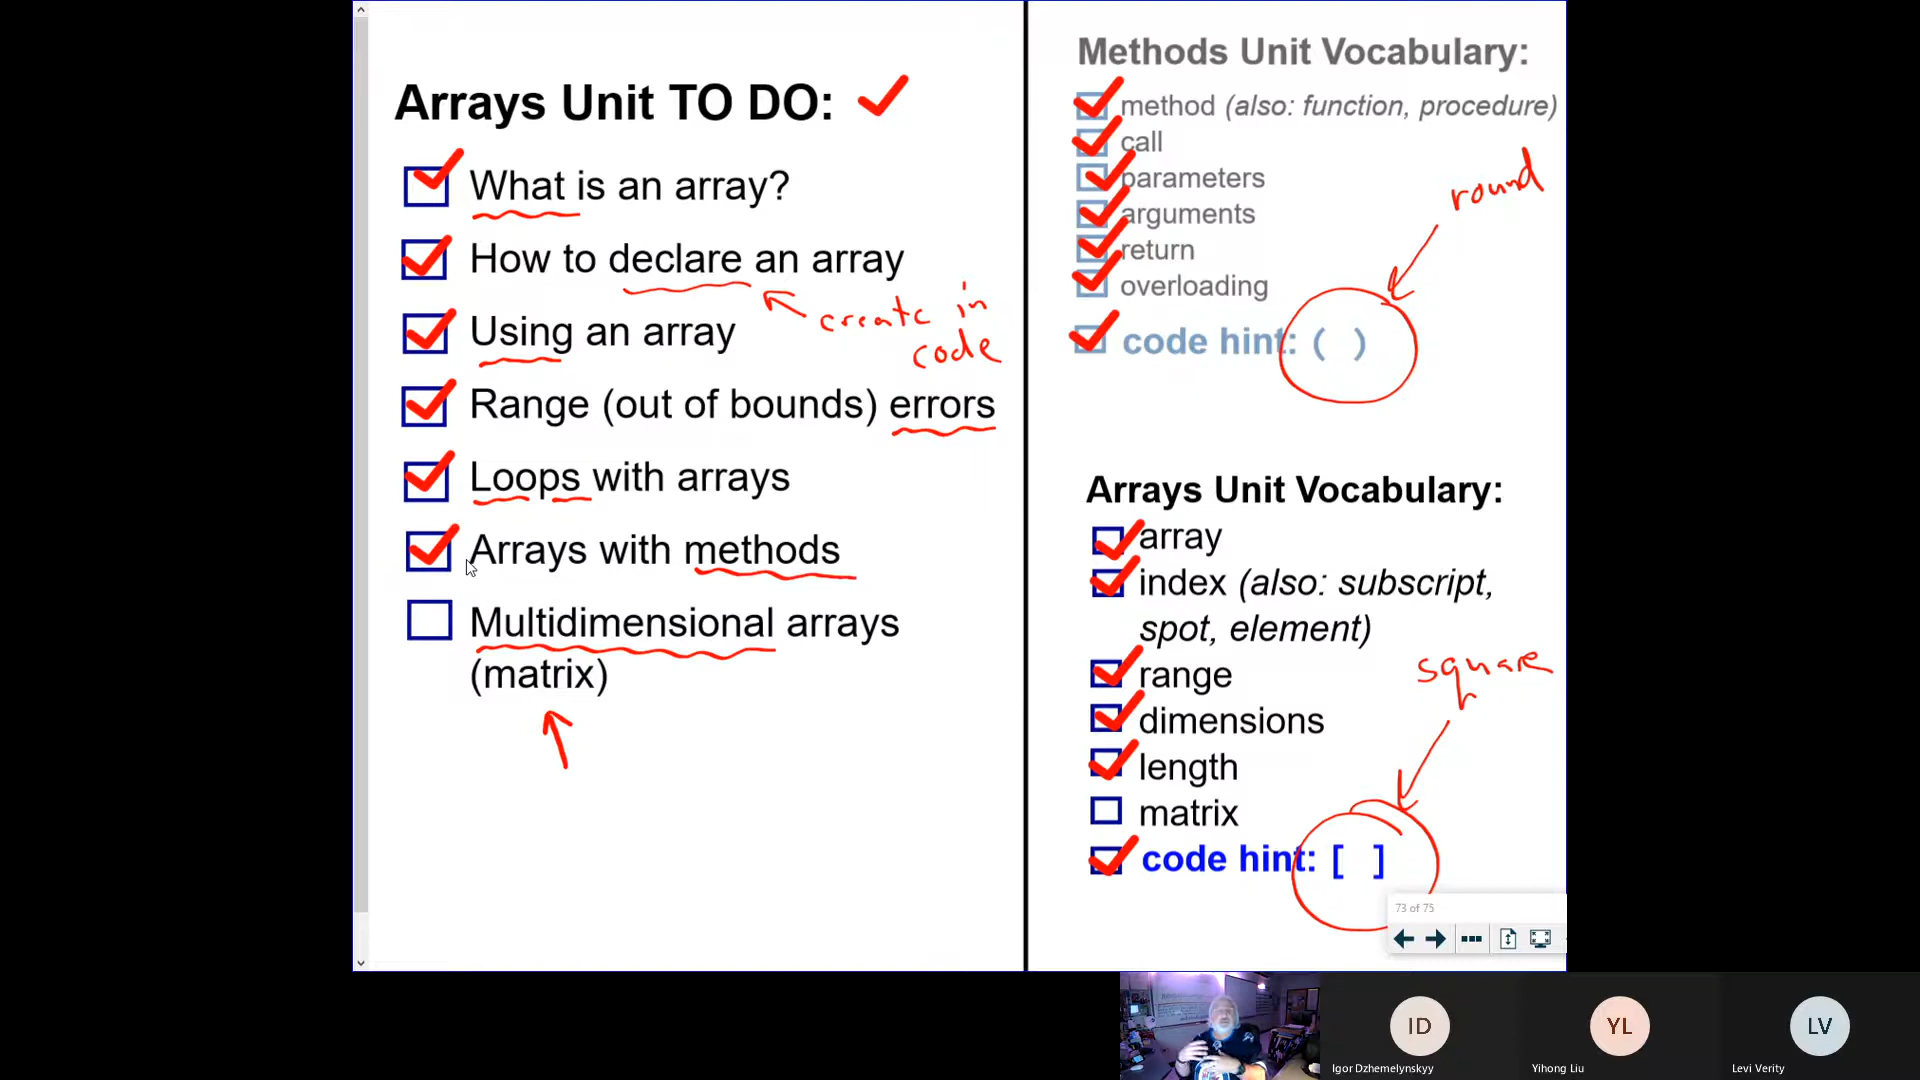 Arrays Unit TO DO:
What is an array?
How to declare an array
create in
code
Using an array
Range (out of bounds) errors
Loops with arrays
Arrays with methods
Multidimensional arrays
(matrix)
Methods Unit Vocabulary:
method (also: function, procedure)
call
parameters
round
arguments
return
overloading
code hint: ( )
Arrays Unit Vocabulary:
array
index (also: subscript,
spot, element)
range
square
dimensions
length
matrix
code hint: [ ]
73 of 75
ID
YL
LV
Igor Dzhemelynskyy
Yihong Liu
Levi Verity